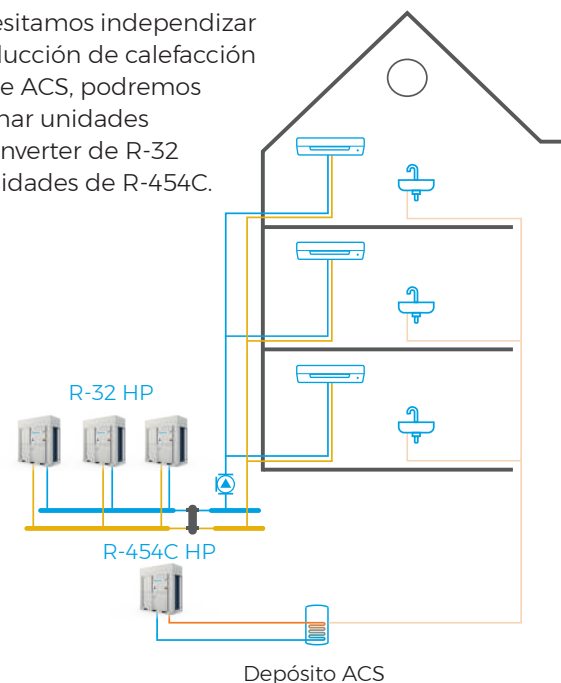 esitamos independizar
ducción de calefacción
e ACS, podremos
nar unidades
nverter de R-32
idades de R-454C.
R-32 HP
R-454C HP
Depósito ACS